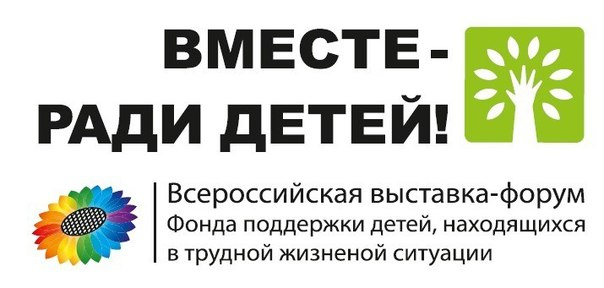 ВМЕСТЕ -
РАДИ ДЕТЕЙ!
Всероссийская выставка-форум
Фонда поддержки детей, находящихся
в трудной жизненой ситуации